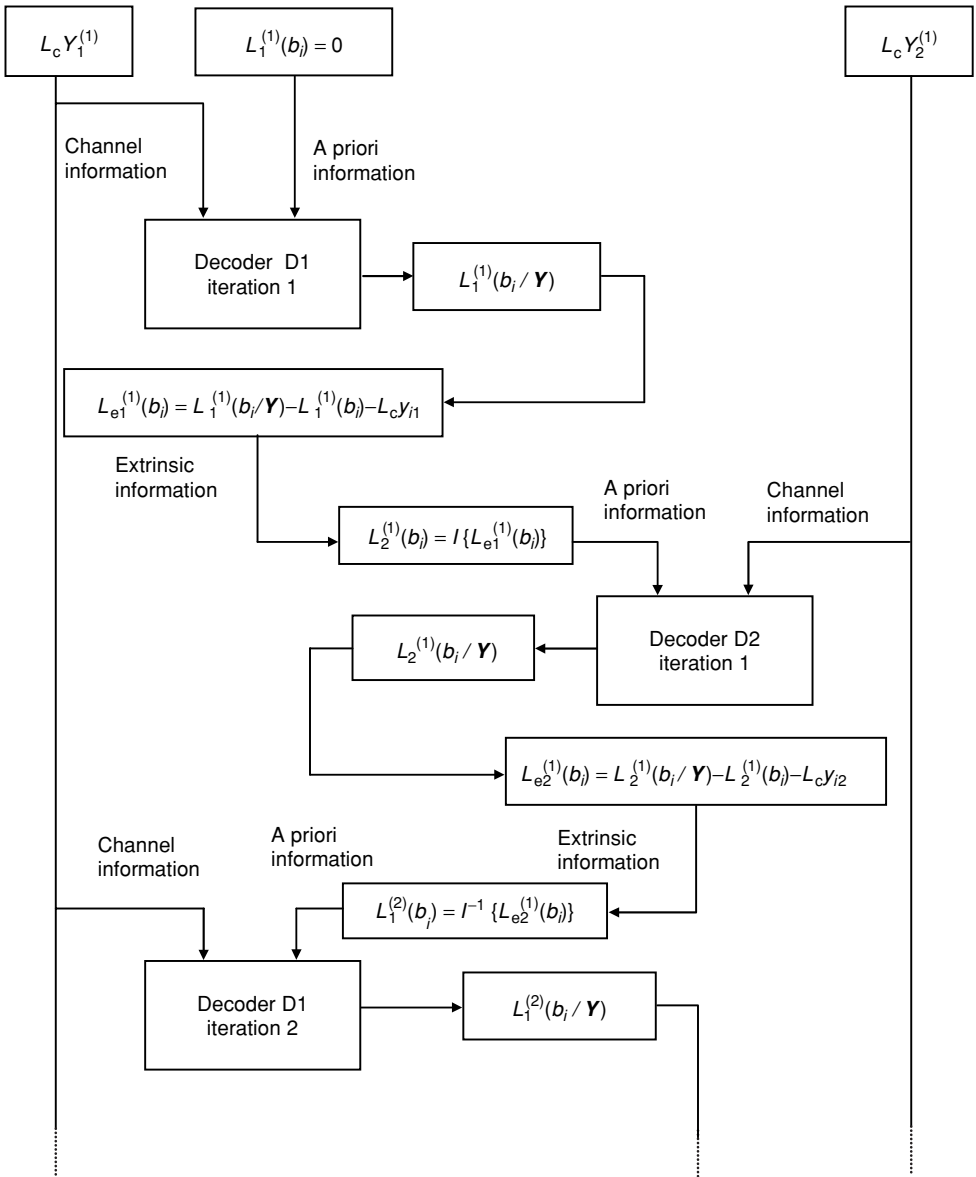 L_c Y_1^(1)
L_1^(1)(b_i) = 0
L_c Y_2^(1)
Channel
information
A priori
information
Decoder D1
iteration 1
L_1^(1)(b_i / Y)
L_e1^(1)(b_i) = L_1^(1)(b_i/Y)–L_1^(1)(b_i)–L_c y_i1
Extrinsic
information
A priori
information
Channel
information
L_2^(1)(b_i) = I {L_e1^(1)(b_i)}
Decoder D2
iteration 1
L_2^(1)(b_i / Y)
L_e2^(1)(b_i) = L_2^(1)(b_i / Y)–L_2^(1)(b_i)–L_c y_i2
Channel
information
A priori
information
Extrinsic
information
L_1^(2)(b_i) = I^–1 {L_e2^(1)(b_i)}
Decoder D1
iteration 2
L_1^(2)(b_i / Y)